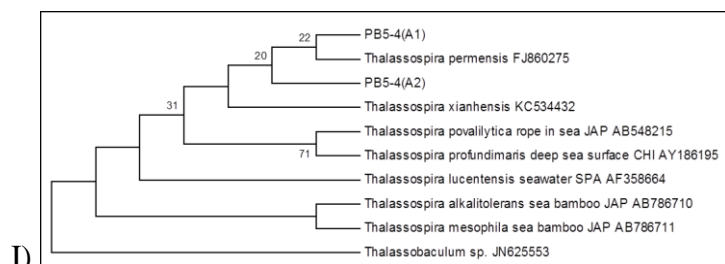 PB5-4(A1)
22
Thalassospira permensis FJ860275
20
PB5-4(A2)
Thalassospira xianhensis KC534432
31
Thalassospira povalilytica rope in sea JAP AB548215
71
Thalassospira profundimaris deep sea surface CHI AY186195
Thalassospira lucentensis seawater SPA AF358664
Thalassospira alkalitolerans sea bamboo JAP AB786710
Thalassospira mesophila sea bamboo JAP AB786711
I)
Thalassobaculum sp. JN625553